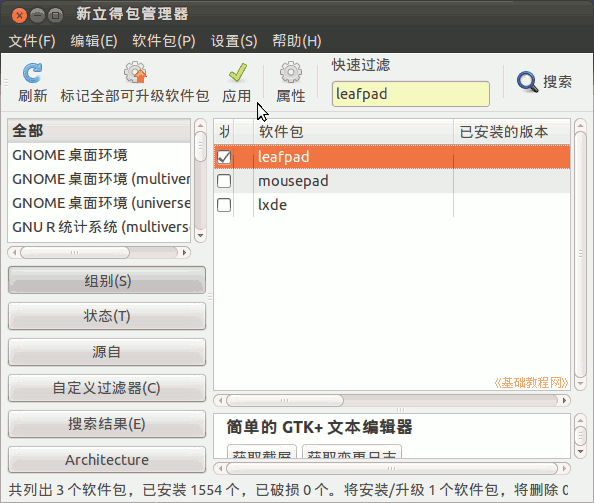 新立得包管理器
文件(F) 编辑(E) 软件包(P) 设置(S) 帮助(H)
快速过滤
刷新 标记全部可升级软件包 应用 属性 leafpad 搜索
全部
GNOME 桌面环境
GNOME 桌面环境 (multiver
GNOME 桌面环境 (universe
GNU R 统计系统 (multivers
组别(S)
状态(T)
源自
自定义过滤器(C)
搜索结果(E)
Architecture
软件包 已安装的版本
leafpad
mousepad
lxde
《基础教程网》
简单的 GTK+ 文本编辑器
获取截屏 获取变更日志
共列出 3 个软件包，已安装 1554 个，已破损 0 个。将安装/升级 1 个软件包，将删除 0